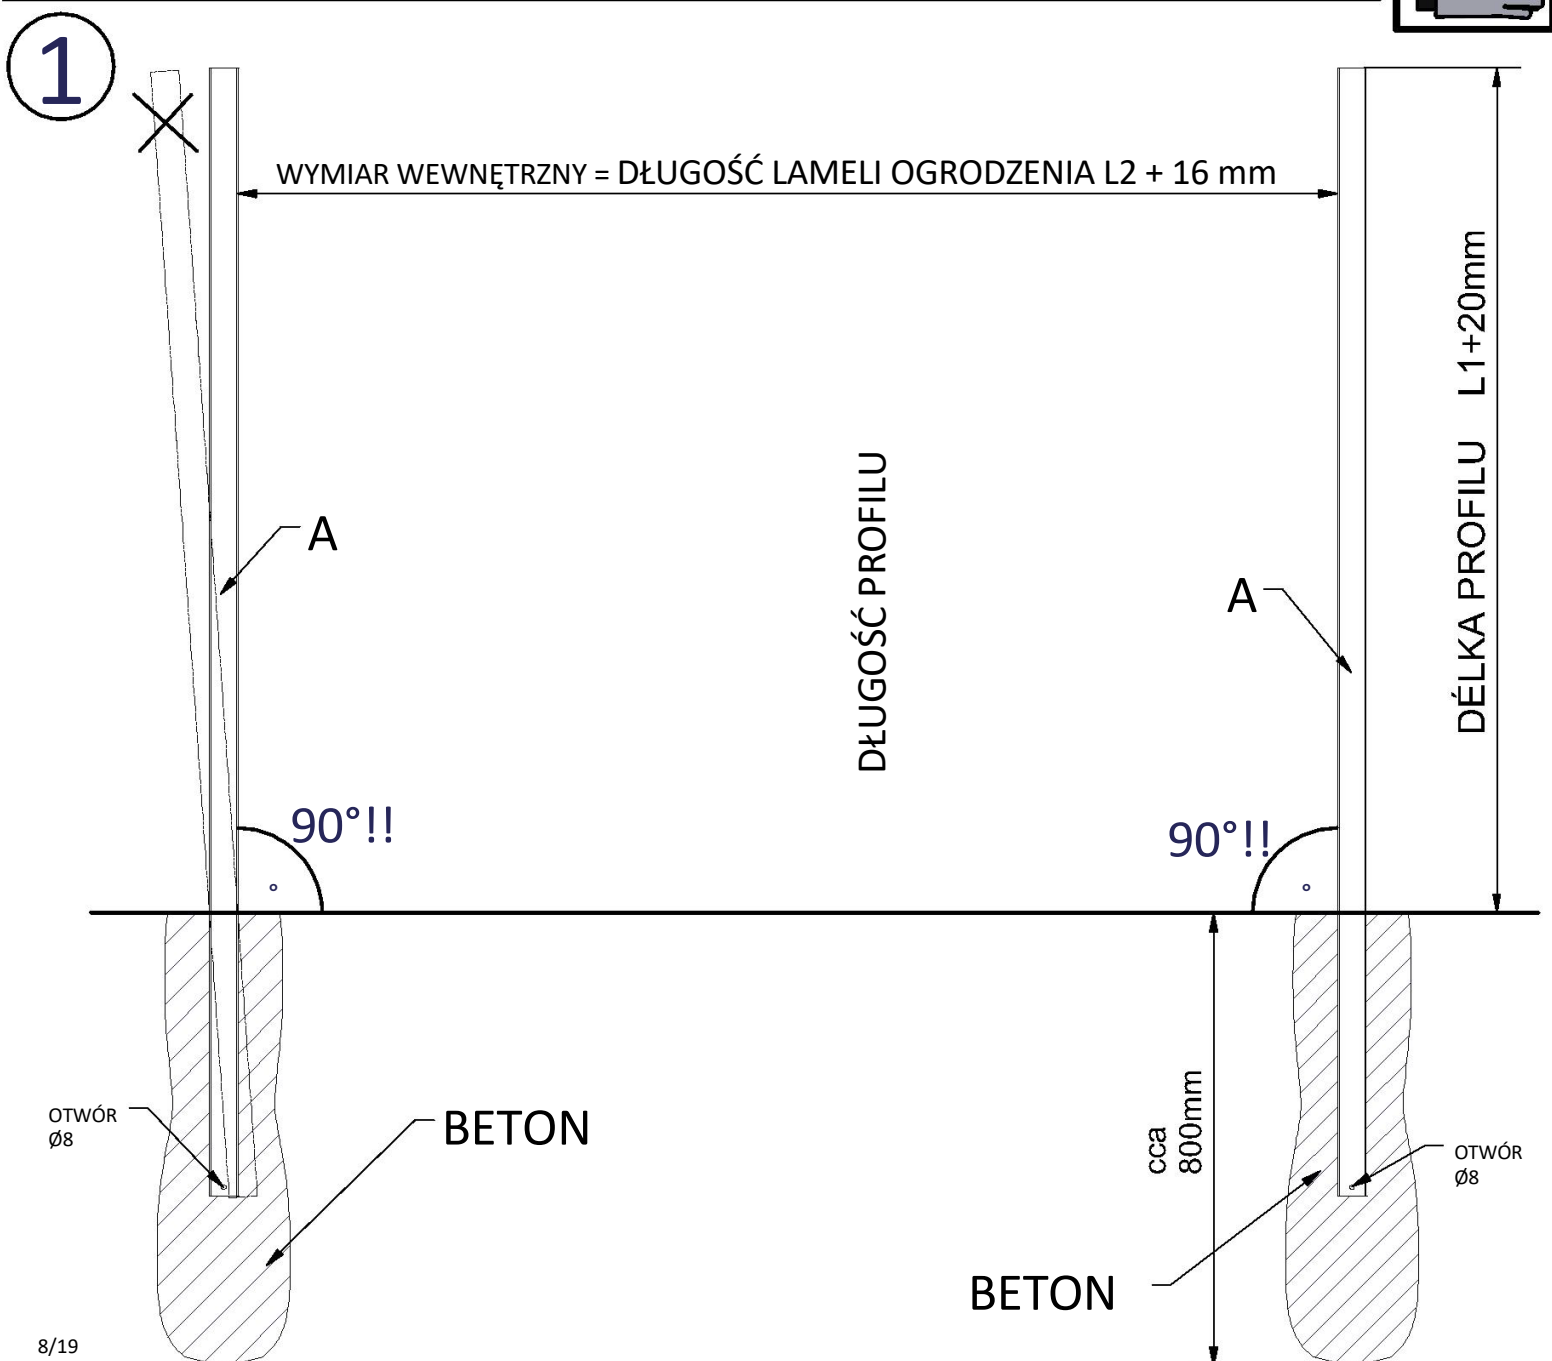 1
WYMIAR WEWNĘTRZNY = DŁUGOŚĆ LAMELI OGRODZENIA L2 + 16 mm
DÉLKA PROFILU L1+20mm
DŁUGOŚĆ PROFILU
A
A
90°!!
90°!!
OTWÓR
Ø8
BETON
cca
800mm
OTWÓR
Ø8
BETON
8/19